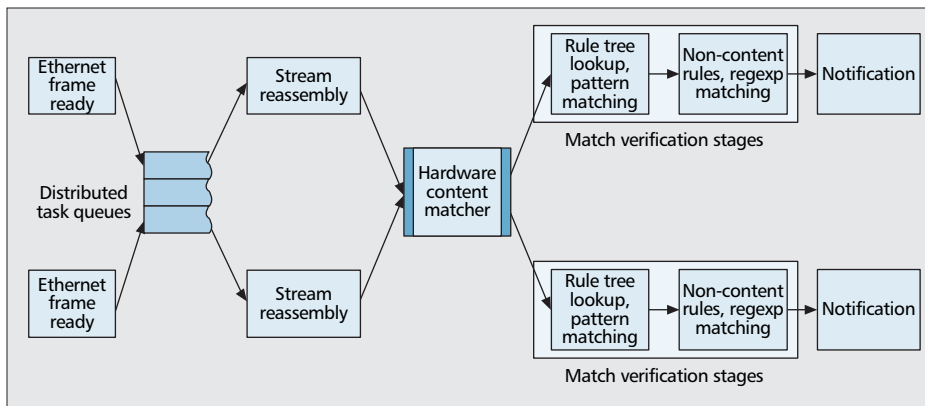 Ethernet
frame
ready
Stream
reassembly
Rule tree
lookup,
pattern
matching
Non-content
rules, regexp
matching
Notification
Match verification stages
Distributed
task queues
Hardware
content
matcher
Ethernet
frame
ready
Stream
reassembly
Rule tree
lookup,
pattern
matching
Non-content
rules, regexp
matching
Notification
Match verification stages